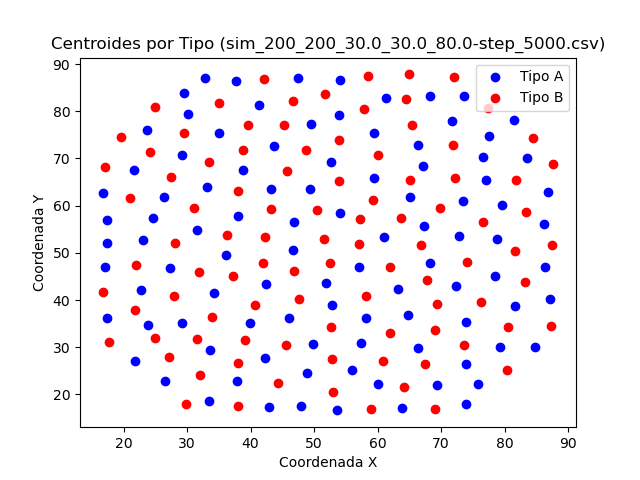 Centroides por Tipo (sim_200_200_30.0_30.0_80.0-step_5000.csv)
Tipo A
Tipo B
90
80
70
60
50
40
30
20
Coordenada Y
20 30 40 50 60 70 80 90
Coordenada X